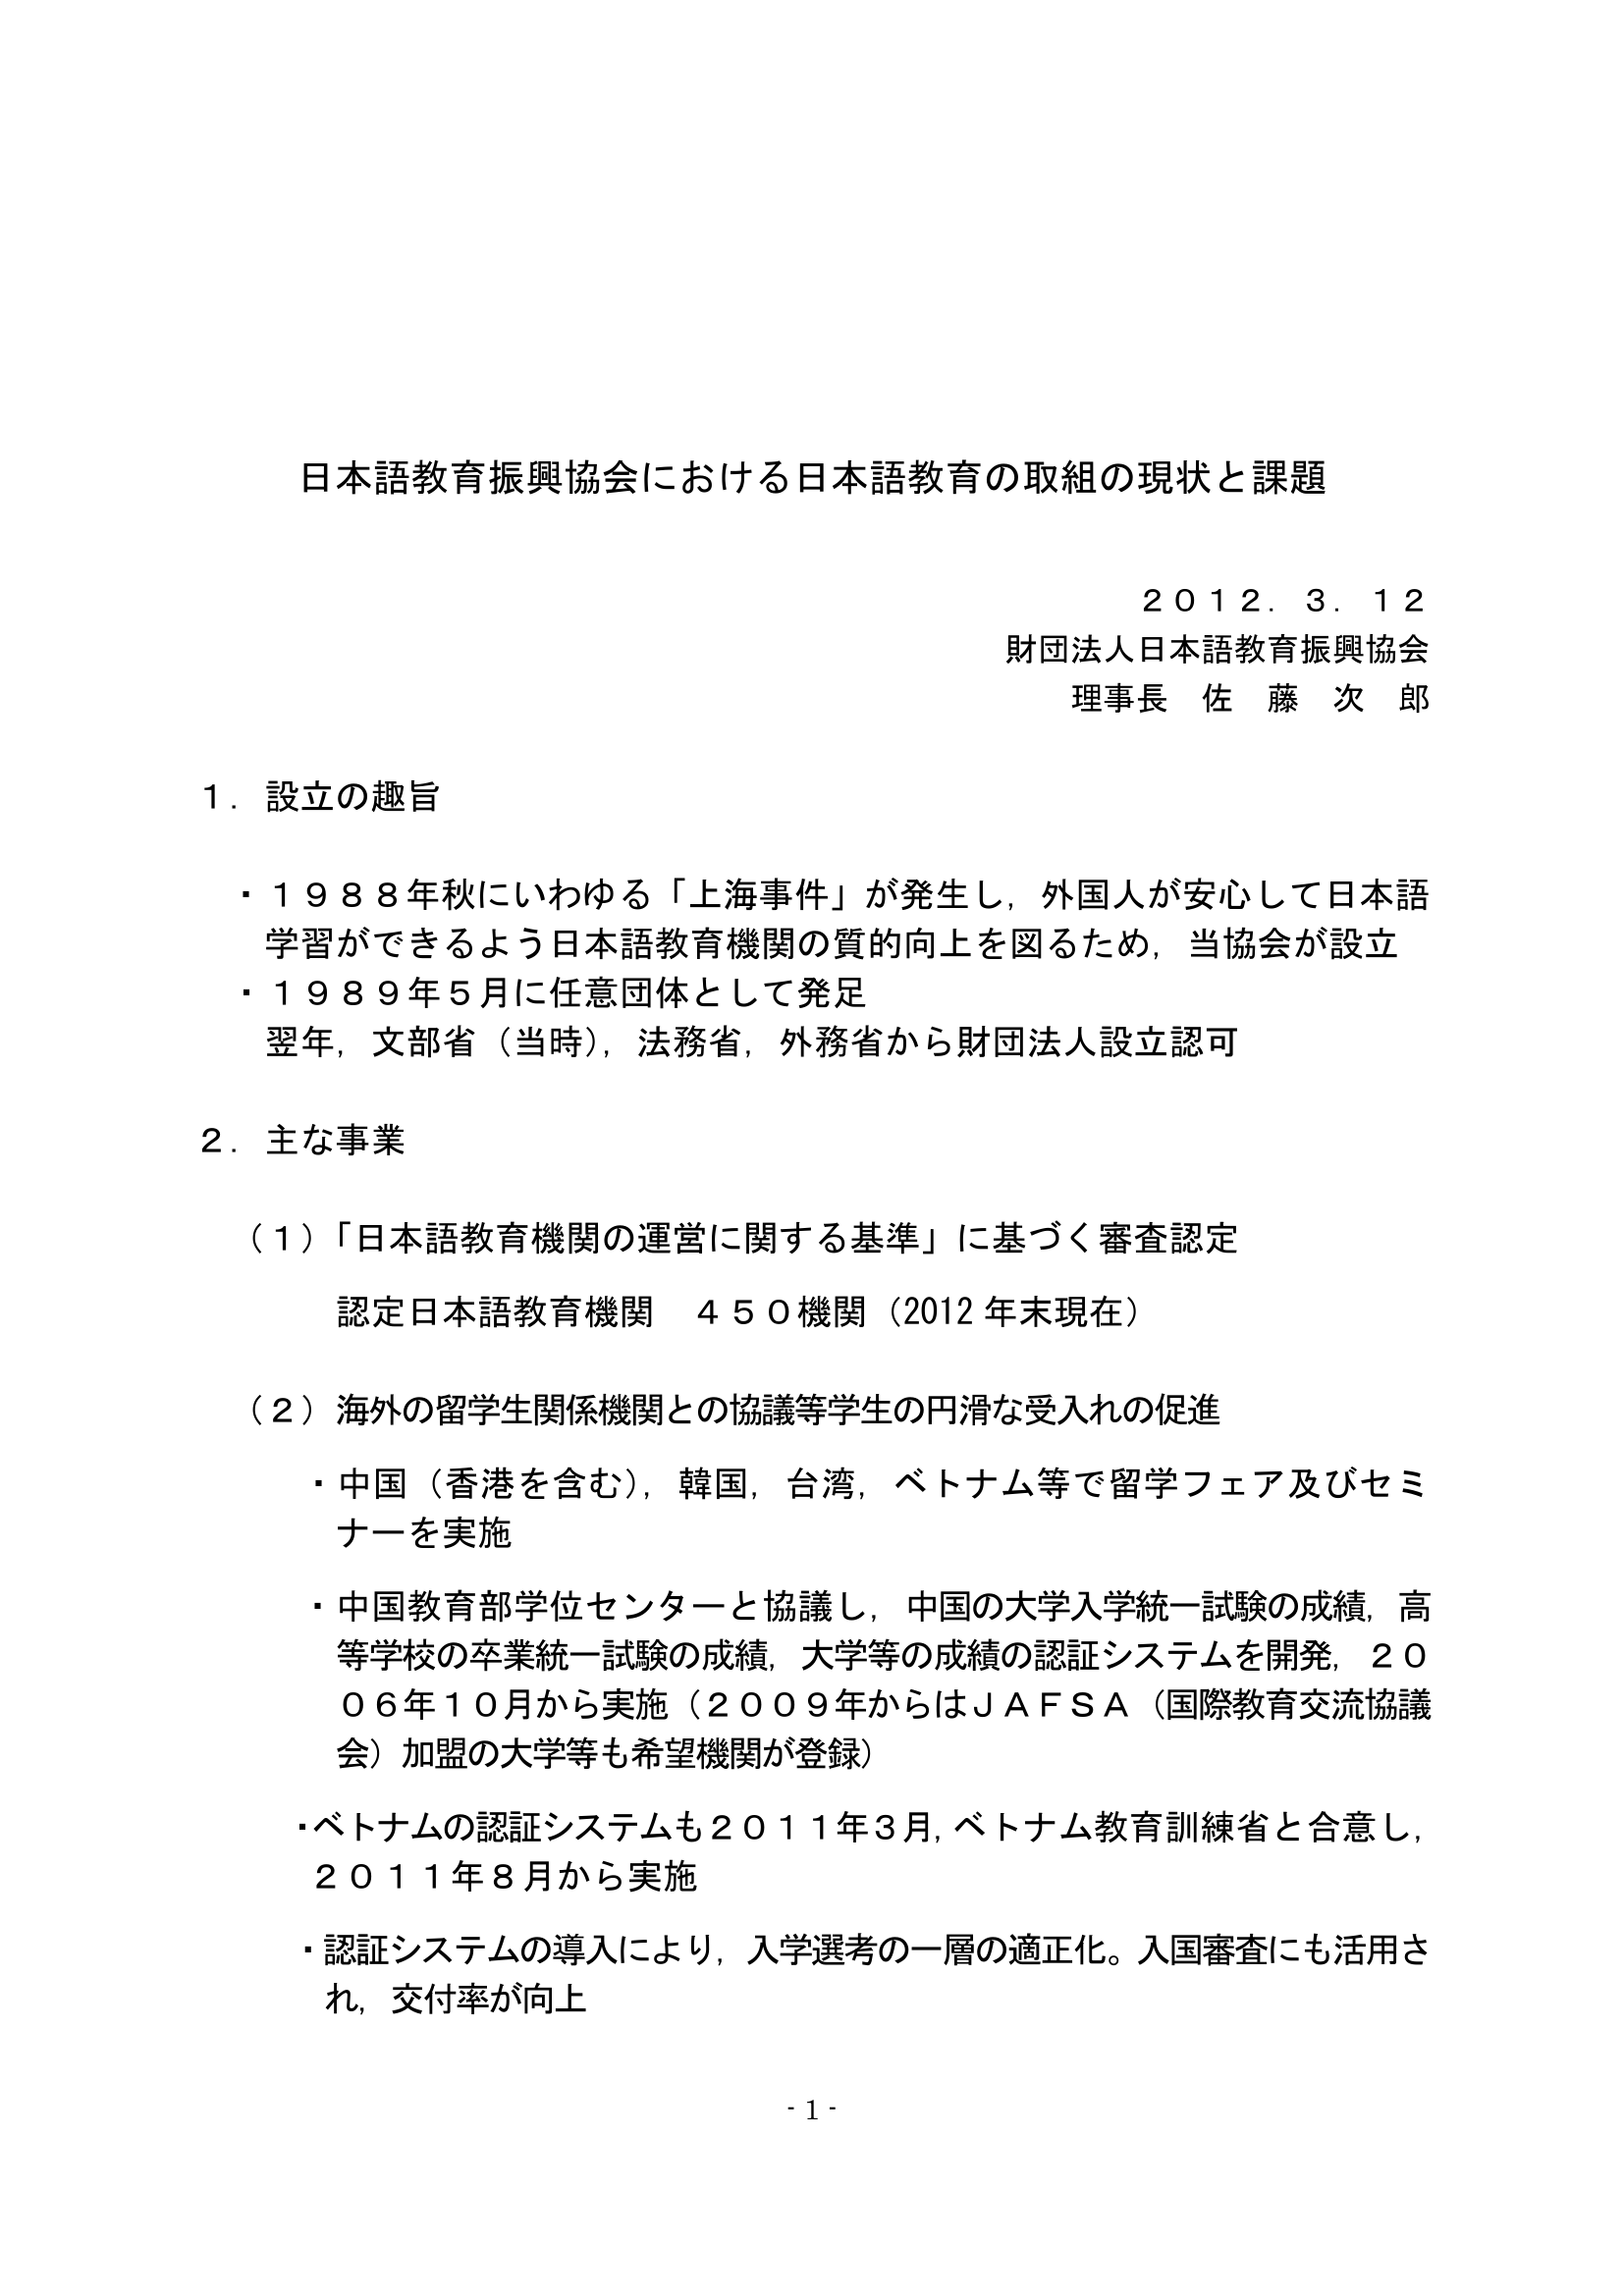 日本語教育振興協会における日本語教育の取組の現状と課題
２０１２．３．１２
財団法人日本語教育振興協会
理事長　佐　藤　次　郎
１．設立の趣旨
・１９８８年秋にいわゆる「上海事件」が発生し，外国人が安心して日本語
学習ができるよう日本語教育機関の質的向上を図るため，当協会が設立
・１９８９年５月に任意団体として発足
翌年，文部省（当時），法務省，外務省から財団法人設立認可
２．主な事業
（１）「日本語教育機関の運営に関する基準」に基づく審査認定
認定日本語教育機関　４５０機関（2012 年末現在）
（２）海外の留学生関係機関との協議等学生の円滑な受入れの促進
・中国（香港を含む），韓国，台湾，ベトナム等で留学フェア及びセミ
ナーを実施
・中国教育部学位センターと協議し，中国の大学入学統一試験の成績，高
等学校の卒業統一試験の成績，大学等の成績の認証システムを開発，２０
０６年１０月から実施（２００９年からはＪＡＦＳＡ（国際教育交流協議
会）加盟の大学等も希望機関が登録）
・ベトナムの認証システムも２０１１年３月，ベトナム教育訓練省と合意し，
２０１１年８月から実施
・認証システムの導入により，入学選考の一層の適正化。入国審査にも活用さ
れ，交付率が向上
- 1 -